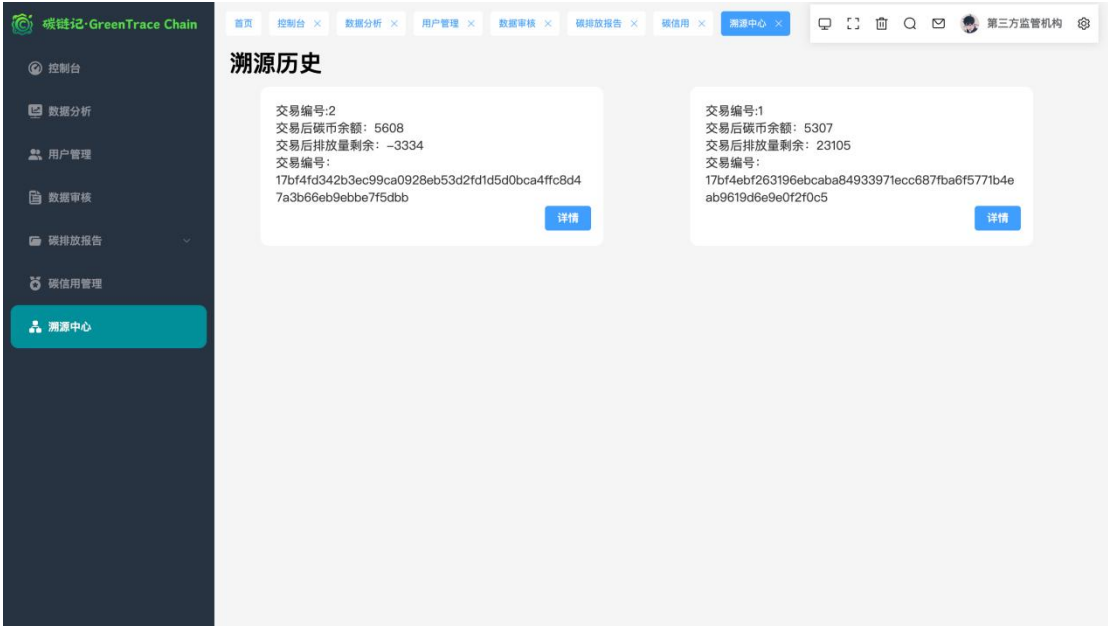 碳链记·GreenTrace Chain
首页 控制台 × 数据分析 × 用户管理 × 数据审核 × 碳排放报告 × 碳信用 × 溯源中心 × 第三方监管机构
控制台
数据分析
用户管理
数据审核
碳排放报告
碳信用管理
溯源中心
溯源历史
交易编号:2
交易后碳币余额：5608
交易后排放量剩余：-3334
交易编号：
17bf4fd342b3ec99ca0928eb53d2fd1d5d0bca4ffc8d4
7a3b66eb9ebbe7f5dbb
详情
交易编号:1
交易后碳币余额：5307
交易后排放量剩余：23105
交易编号：
17bf4ebf263196ebcaba84933971ecc687fba6f5771b4e
ab9619d6e9e0f2f0c5
详情